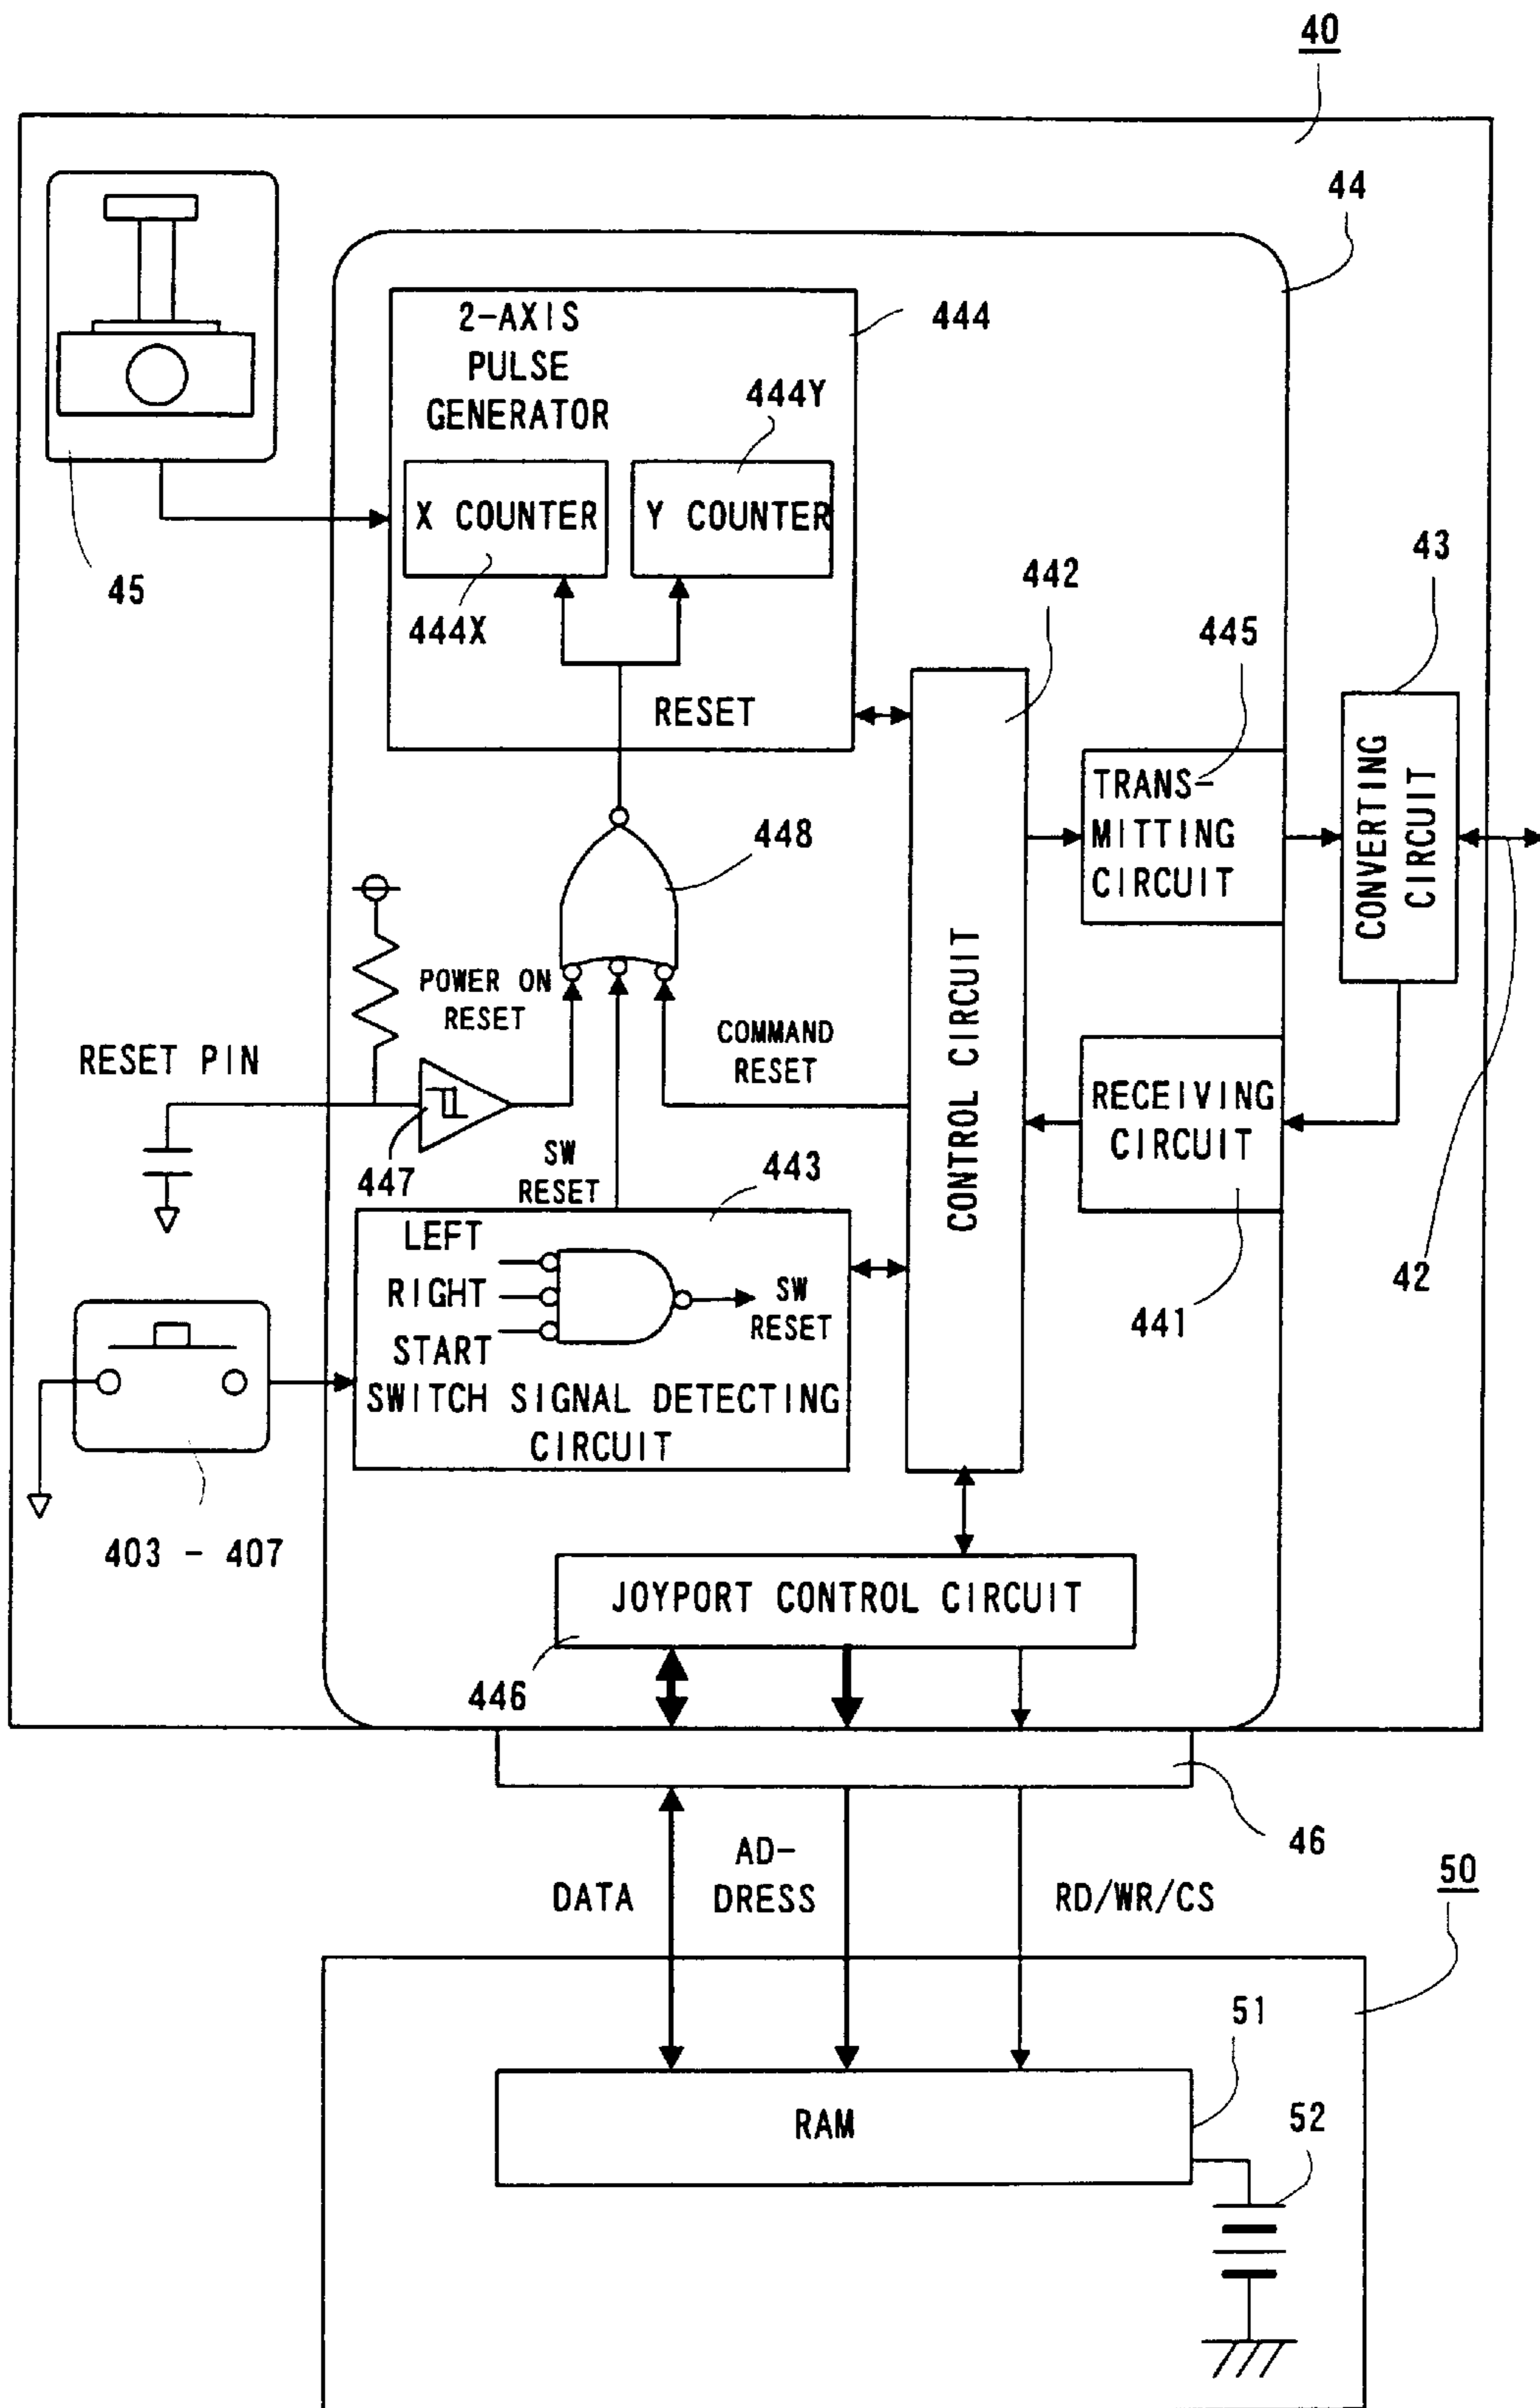 40
44
2-AXIS
PULSE
GENERATOR
444
444Y
X COUNTER
Y COUNTER
45
444X
442
43
445
RESET
TRANS-
MITTING
CIRCUIT
CONVERTING
CIRCUIT
448
POWER ON
RESET
COMMAND
RESET
CONTROL CIRCUIT
RESET PIN
RECEIVING
CIRCUIT
447
SW
RESET
443
LEFT
RIGHT
START
SW
RESET
SWITCH SIGNAL DETECTING
CIRCUIT
441
42
403 - 407
JOYPORT CONTROL CIRCUIT
446
46
DATA
AD-
DRESS
RD/WR/CS
50
51
RAM
52